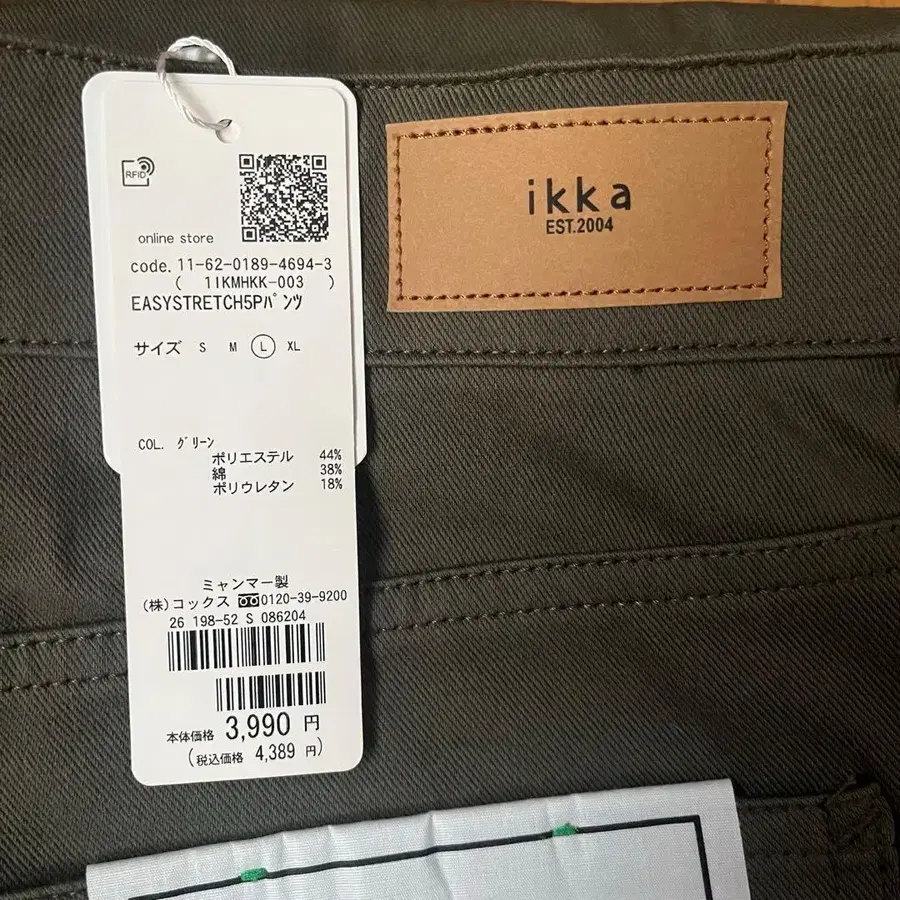 RFID
online store
code. 11-62-0189-4694-3
( 1IKMHKK-003 )
EASYSTRETCH5Pﾊﾟﾝﾂ
サイズ S M L XL
COL. ｸﾞﾘｰﾝ
ポリエステル 44%
綿 38%
ポリウレタン 18%
ミャンマー製
(株)コックス 0120-39-9200
26 198-52 S 086204
本体価格 3,990 円
(税込価格 4,389 円)
ikka
EST.2004